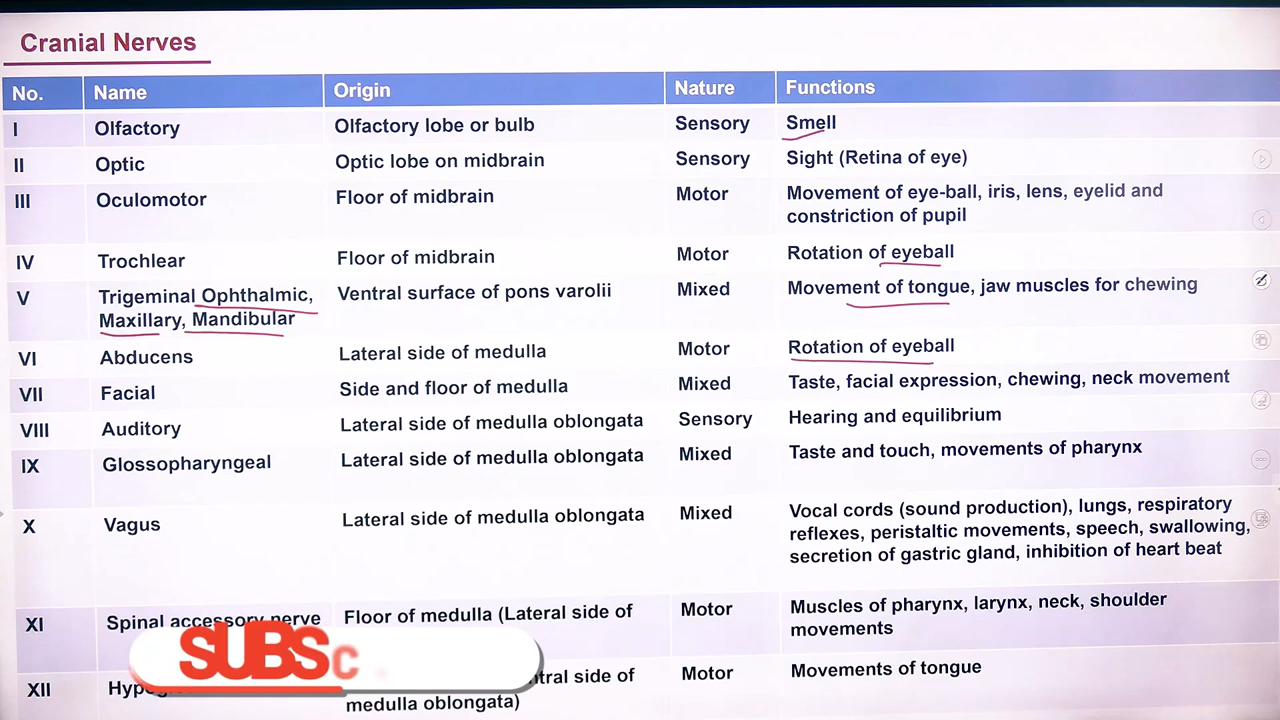 Cranial Nerves
No. Name Origin Nature Functions
I Olfactory Olfactory lobe or bulb Sensory Smell
II Optic Optic lobe on midbrain Sensory Sight (Retina of eye)
III Oculomotor Floor of midbrain Motor Movement of eye-ball, iris, lens, eyelid and
constriction of pupil
IV Trochlear Floor of midbrain Motor Rotation of eyeball
V Trigeminal Ophthalmic, Ventral surface of pons varolii Mixed Movement of tongue, jaw muscles for chewing
Maxillary, Mandibular
VI Abducens Lateral side of medulla Motor Rotation of eyeball
VII Facial Side and floor of medulla Mixed Taste, facial expression, chewing, neck movement
VIII Auditory Lateral side of medulla oblongata Sensory Hearing and equilibrium
IX Glossopharyngeal Lateral side of medulla oblongata Mixed Taste and touch, movements of pharynx
X Vagus Lateral side of medulla oblongata Mixed Vocal cords (sound production), lungs, respiratory
reflexes, peristaltic movements, speech, swallowing,
secretion of gastric gland, inhibition of heart beat
XI Spinal accessory nerve Floor of medulla (Lateral side of Motor Muscles of pharynx, larynx, neck, shoulder
movements
SUBSC
XII side of Motor Movements of tongue
medulla oblongata)